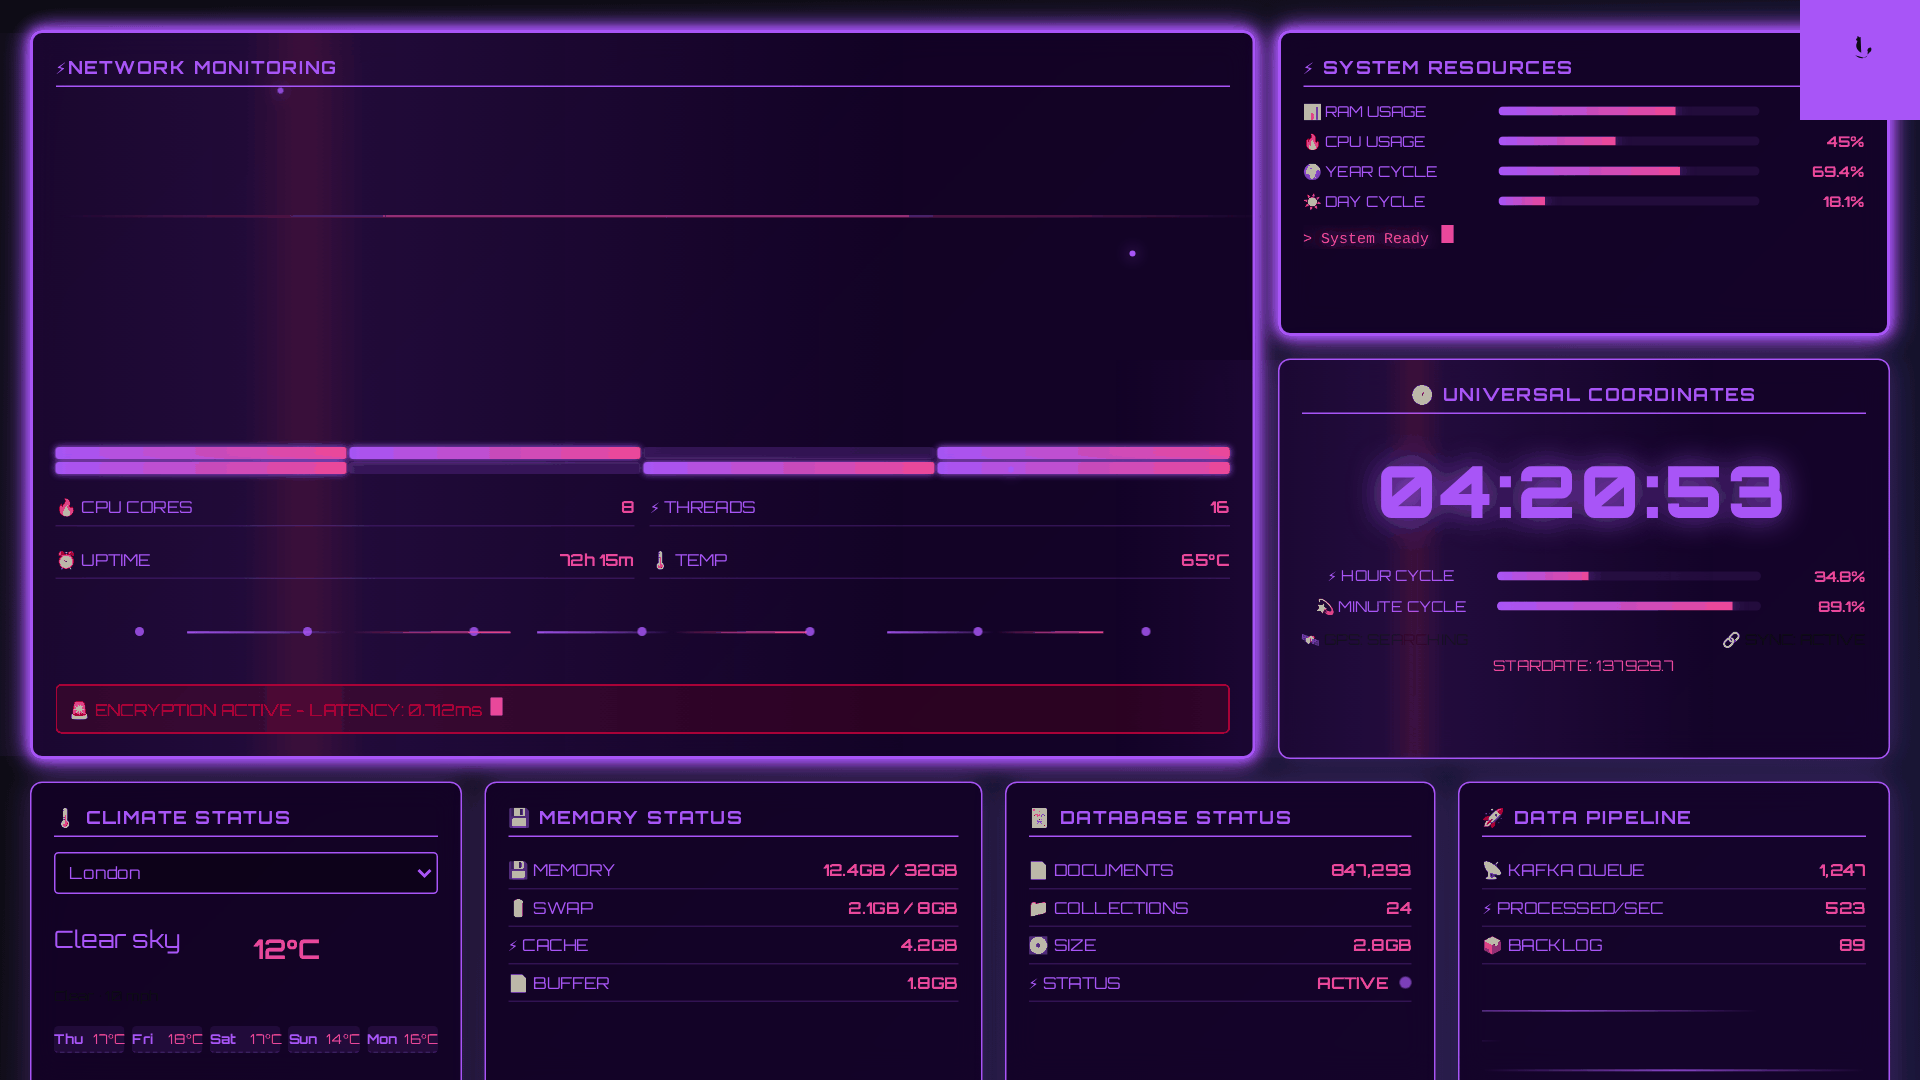 ⚡NETWORK MONITORING
🔥 CPU CORES 8
⚡ THREADS 16
⏰ UPTIME 72h 15m
🌡️ TEMP 65°C
🚨 ENCRYPTION ACTIVE - LATENCY: 0.712ms
⚡ SYSTEM RESOURCES
📊 RAM USAGE
🔥 CPU USAGE 45%
🌍 YEAR CYCLE 69.4%
☀️ DAY CYCLE 18.1%
> System Ready
UNIVERSAL COORDINATES
04:20:53
⚡ HOUR CYCLE 34.8%
💫 MINUTE CYCLE 89.1%
STARDATE: 137929.7
🌡️ CLIMATE STATUS
London
Clear sky 12°C
Thu 17°C Fri 18°C Sat 17°C Sun 14°C Mon 16°C
💾 MEMORY STATUS
💾 MEMORY 12.4GB / 32GB
SWAP 2.1GB / 8GB
⚡ CACHE 4.2GB
📄 BUFFER 1.8GB
DATABASE STATUS
📄 DOCUMENTS 847,293
📁 COLLECTIONS 24
💽 SIZE 2.8GB
⚡ STATUS ACTIVE
🚀 DATA PIPELINE
📡 KAFKA QUEUE 1,247
⚡ PROCESSED/SEC 523
📦 BACKLOG 89